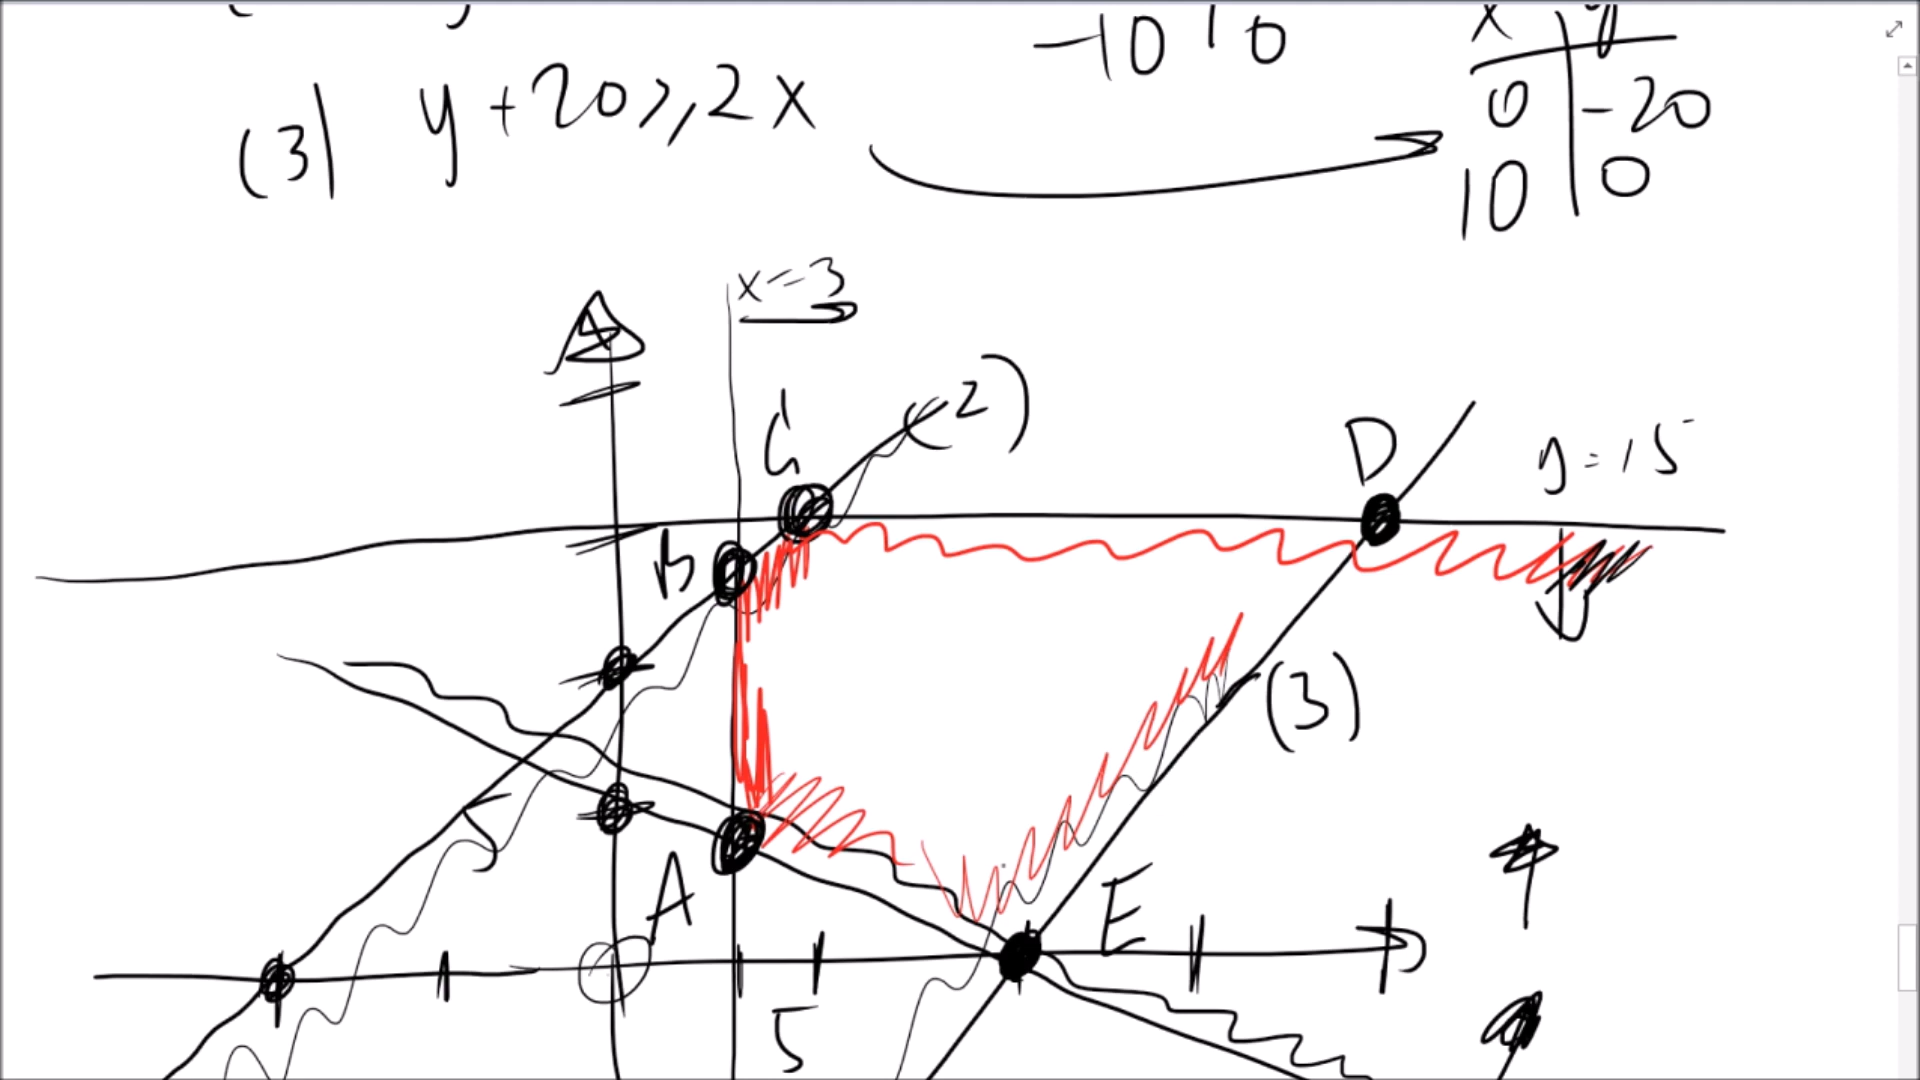 -10 | 0
x | y
0 | -20
10 | 0
(3) y + 20 ≥ 2x
x = 3
C
(2)
D
y = 15
B
(3)
A
E
5